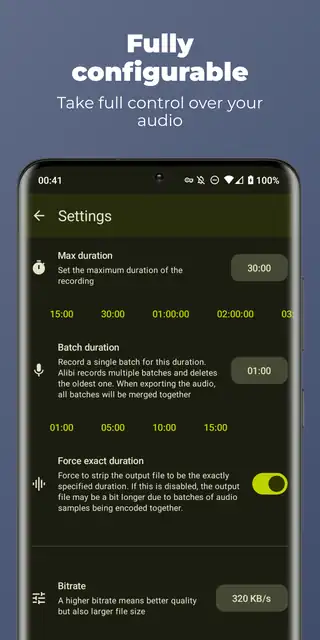 Fully
configurable
Take full control over your
audio
00:41
100%
Settings
Max duration
Set the maximum duration of the
recording
30:00
15:00 30:00 01:00:00 02:00:00 03:
Batch duration
Record a single batch for this duration.
Alibi records multiple batches and deletes
the oldest one. When exporting the audio,
all batches will be merged together
01:00
01:00 05:00 10:00 15:00
Force exact duration
Force to strip the output file to be the exactly
specified duration. If this is disabled, the output
file may be a bit longer due to batches of audio
samples being encoded together.
Bitrate
A higher bitrate means better quality
but also larger file size
320 KB/s